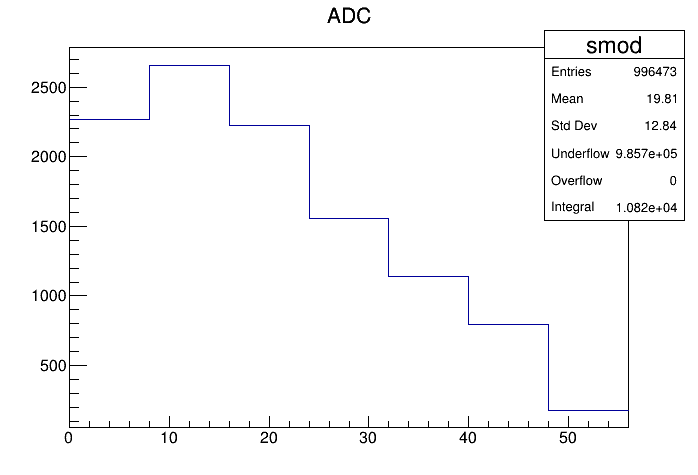 ADC
smod
Entries 996473
Mean 19.81
Std Dev 12.84
Underflow 9.857e+05
Overflow 0
Integral 1.082e+04
2500
2000
1500
1000
500
0 10 20 30 40 50